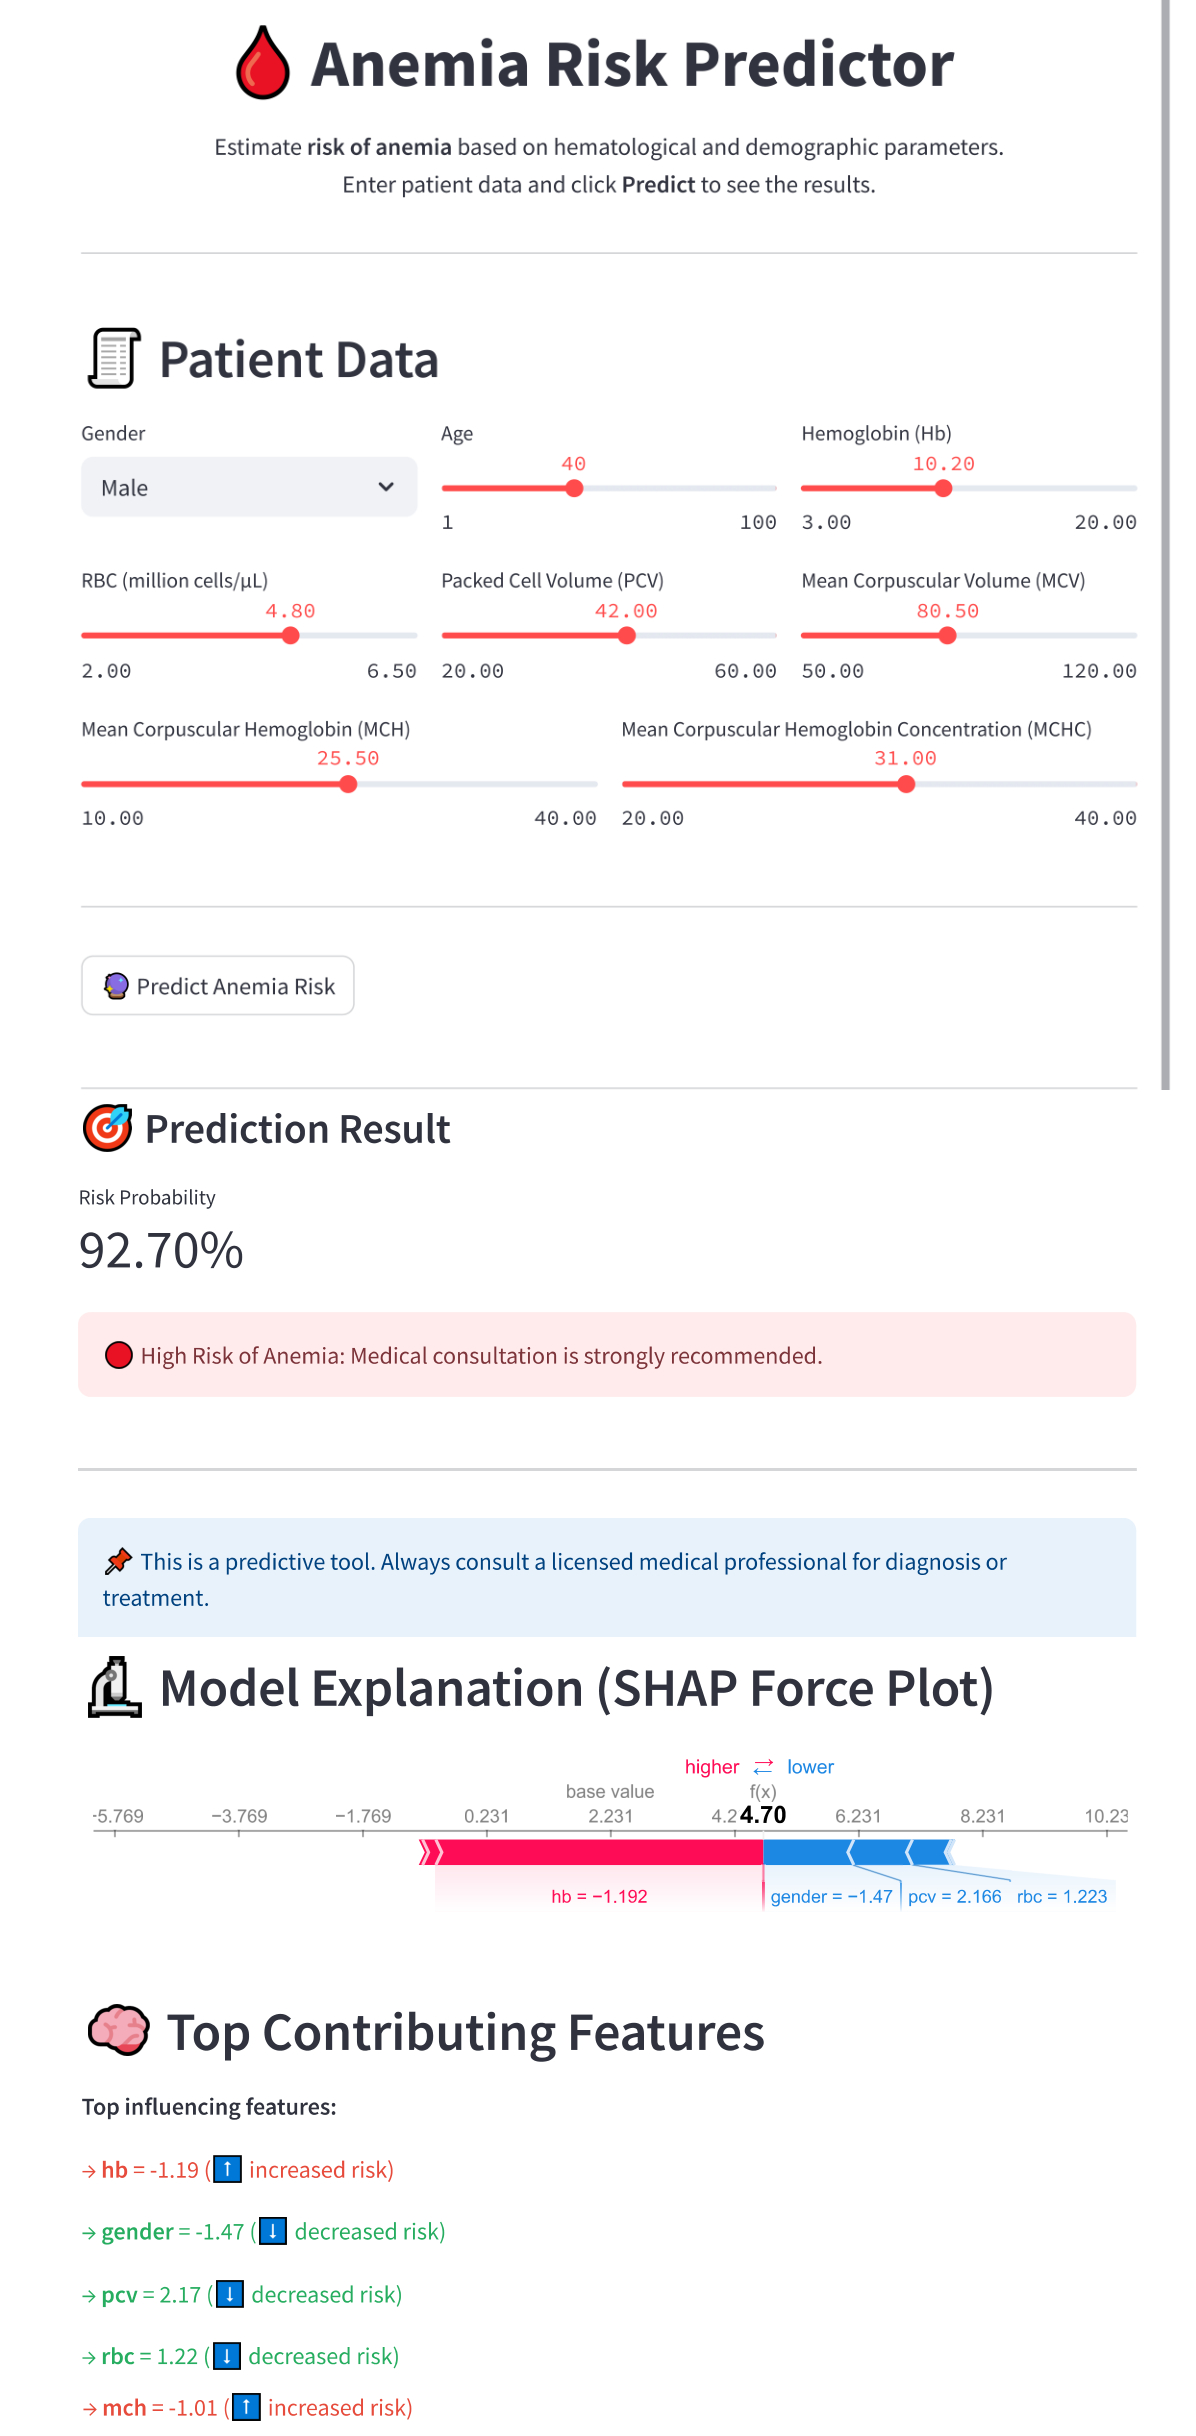 Anemia Risk Predictor
Estimate risk of anemia based on hematological and demographic parameters.
Enter patient data and click Predict to see the results.
Patient Data
Gender
Male
Age
40
1 100
Hemoglobin (Hb)
10.20
3.00 20.00
RBC (million cells/µL)
4.80
2.00 6.50
Packed Cell Volume (PCV)
42.00
20.00 60.00
Mean Corpuscular Volume (MCV)
80.50
50.00 120.00
Mean Corpuscular Hemoglobin (MCH)
25.50
10.00 40.00
Mean Corpuscular Hemoglobin Concentration (MCHC)
31.00
20.00 40.00
Predict Anemia Risk
Prediction Result
Risk Probability
92.70%
High Risk of Anemia: Medical consultation is strongly recommended.
This is a predictive tool. Always consult a licensed medical professional for diagnosis or
treatment.
Model Explanation (SHAP Force Plot)
higher ⇄ lower
base value f(x)
-5.769 −3.769 −1.769 0.231 2.231 4.2 4.70 6.231 8.231 10.23
hb = −1.192 gender = −1.47 pcv = 2.166 rbc = 1.223
Top Contributing Features
Top influencing features:
→ hb = -1.19 (↑ increased risk)
→ gender = -1.47 (↓ decreased risk)
→ pcv = 2.17 (↓ decreased risk)
→ rbc = 1.22 (↓ decreased risk)
→ mch = -1.01 (↑ increased risk)